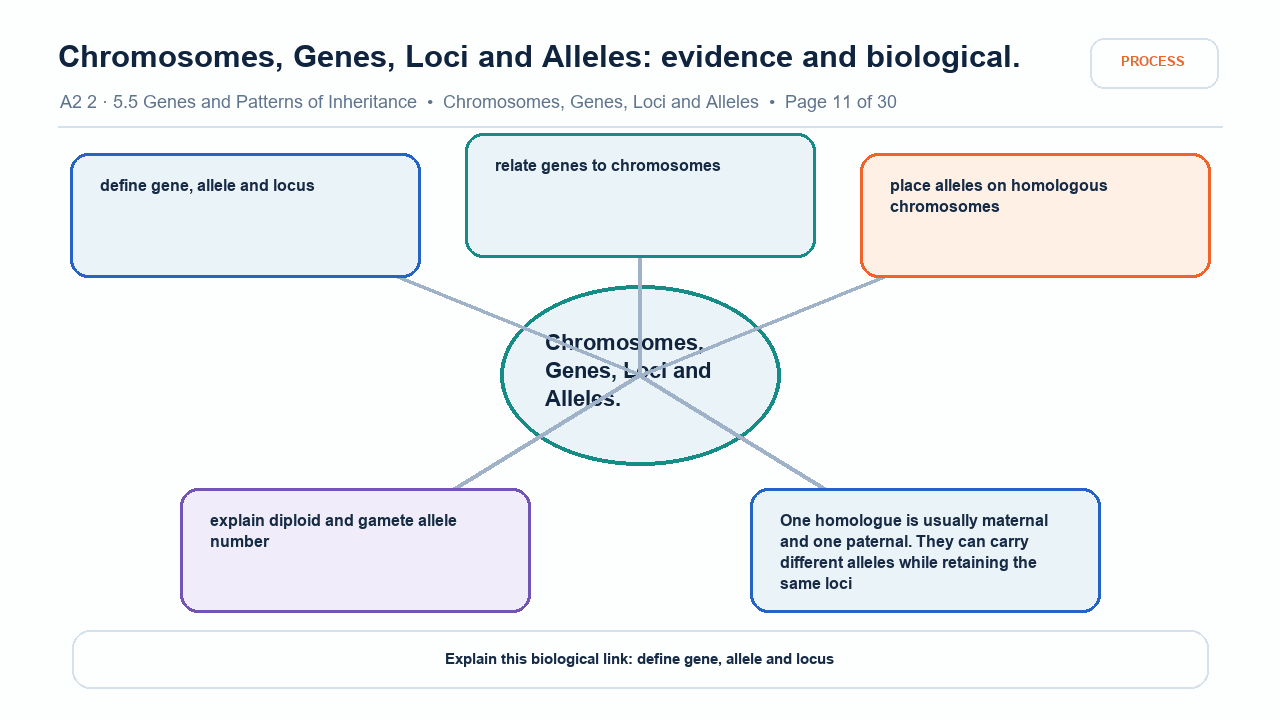 Chromosomes, Genes, Loci and Alleles: evidence and biological.
PROCESS
A2 2 · 5.5 Genes and Patterns of Inheritance • Chromosomes, Genes, Loci and Alleles • Page 11 of 30
define gene, allele and locus
relate genes to chromosomes
place alleles on homologous
chromosomes
Chromosomes,
Genes, Loci and
Alleles.
explain diploid and gamete allele
number
One homologue is usually maternal
and one paternal. They can carry
different alleles while retaining the
same loci
Explain this biological link: define gene, allele and locus